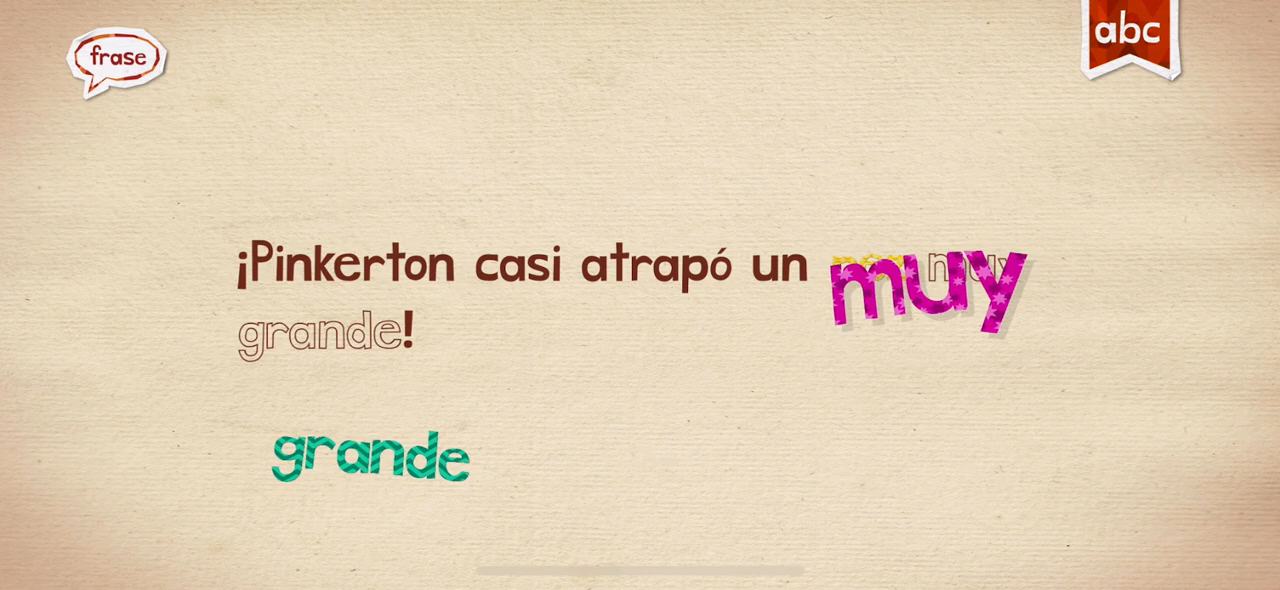 frase
abc
¡Pinkerton casi atrapó un muy muy
grande!
grande